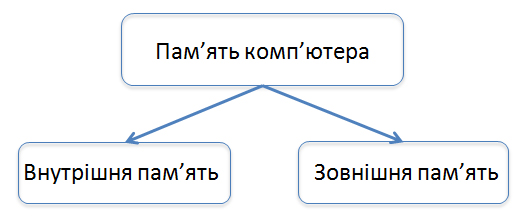 Пам’ять комп’ютера
Внутрішня пам’ять
Зовнішня пам’ять